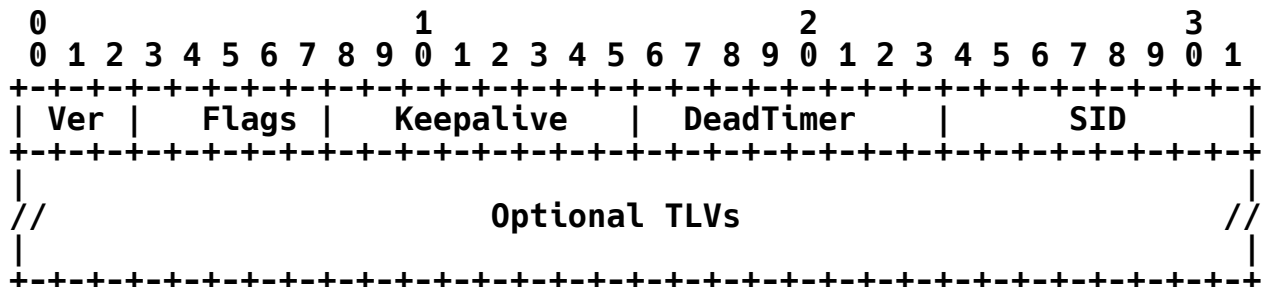 0                   1                   2                   3
 0 1 2 3 4 5 6 7 8 9 0 1 2 3 4 5 6 7 8 9 0 1 2 3 4 5 6 7 8 9 0 1
+-+-+-+-+-+-+-+-+-+-+-+-+-+-+-+-+-+-+-+-+-+-+-+-+-+-+-+-+-+-+-+-+
| Ver |   Flags |   Keepalive   |  DeadTimer    |      SID      |
+-+-+-+-+-+-+-+-+-+-+-+-+-+-+-+-+-+-+-+-+-+-+-+-+-+-+-+-+-+-+-+-+
|                                                               |
//                       Optional TLVs                         //
|                                                               |
+-+-+-+-+-+-+-+-+-+-+-+-+-+-+-+-+-+-+-+-+-+-+-+-+-+-+-+-+-+-+-+-+